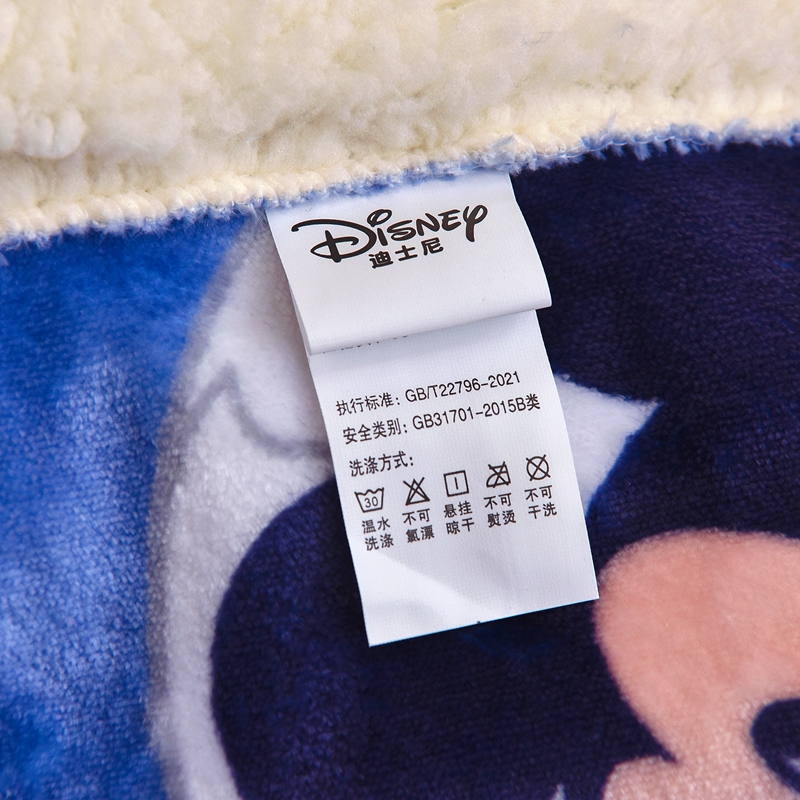 Disney
迪士尼
执行标准: GB/T22796-2021
安全类别: GB31701-2015B类
洗涤方式:
30
温水 不可 悬挂 不可 不可
洗涤 氯漂 晾干 熨烫 干洗